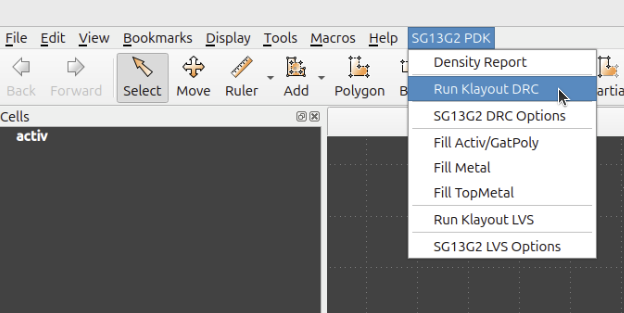 File Edit View Bookmarks Display Tools Macros Help SG13G2 PDK
Back Forward Select Move Ruler Add Polygon
Density Report
Run Klayout DRC
SG13G2 DRC Options
Fill Activ/GatPoly
Fill Metal
Fill TopMetal
Run Klayout LVS
SG13G2 LVS Options
Cells
activ